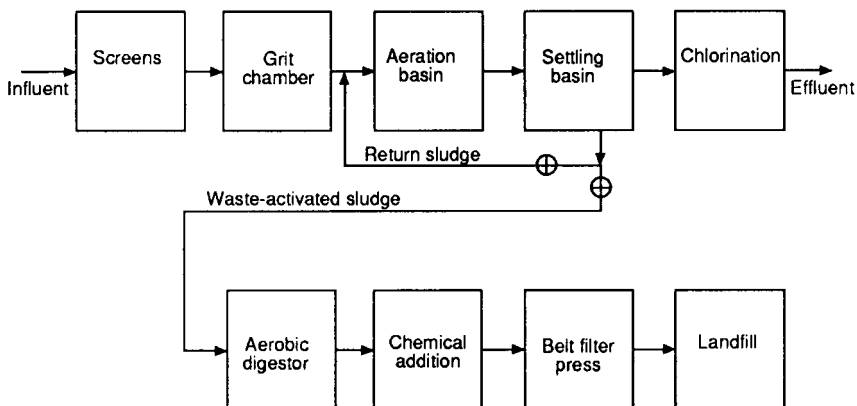 Screens
Grit
chamber
Aeration
basin
Settling
basin
Chlorination
Influent
Effluent
Return sludge
Waste-activated sludge
Aerobic
digestor
Chemical
addition
Belt filter
press
Landfill